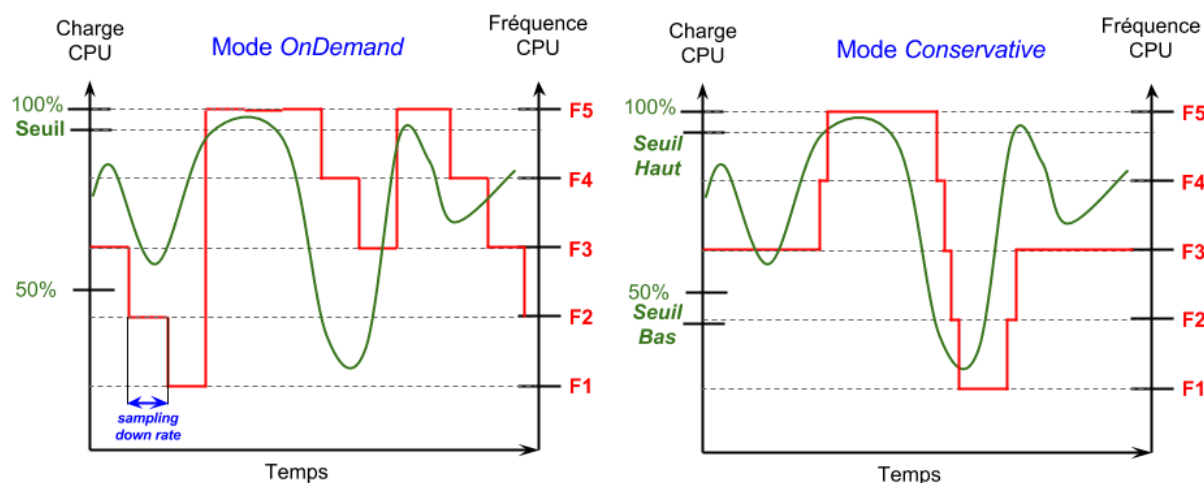 Charge
CPU
Mode OnDemand
Fréquence
CPU
100%
Seuil
50%
F5
F4
F3
F2
F1
sampling
down rate
Temps
Charge
CPU
Mode Conservative
Fréquence
CPU
100%
Seuil
Haut
50%
Seuil
Bas
F5
F4
F3
F2
F1
Temps